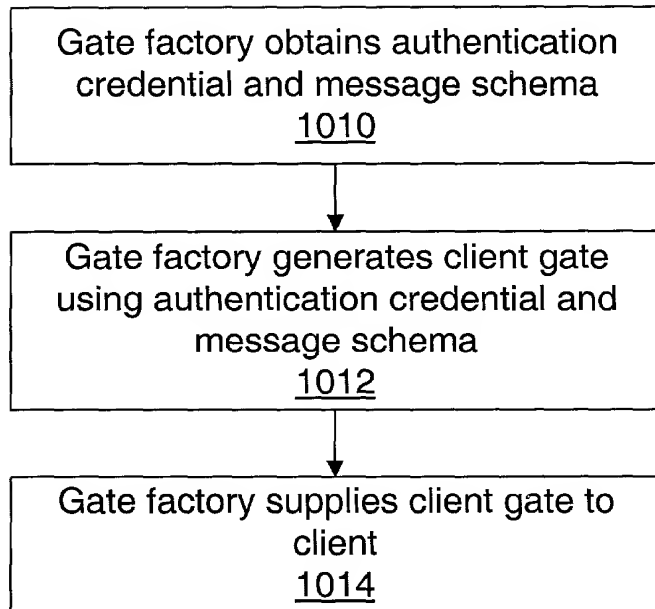 Gate factory obtains authentication
credential and message schema
1010
Gate factory generates client gate
using authentication credential and
message schema
1012
Gate factory supplies client gate to
client
1014